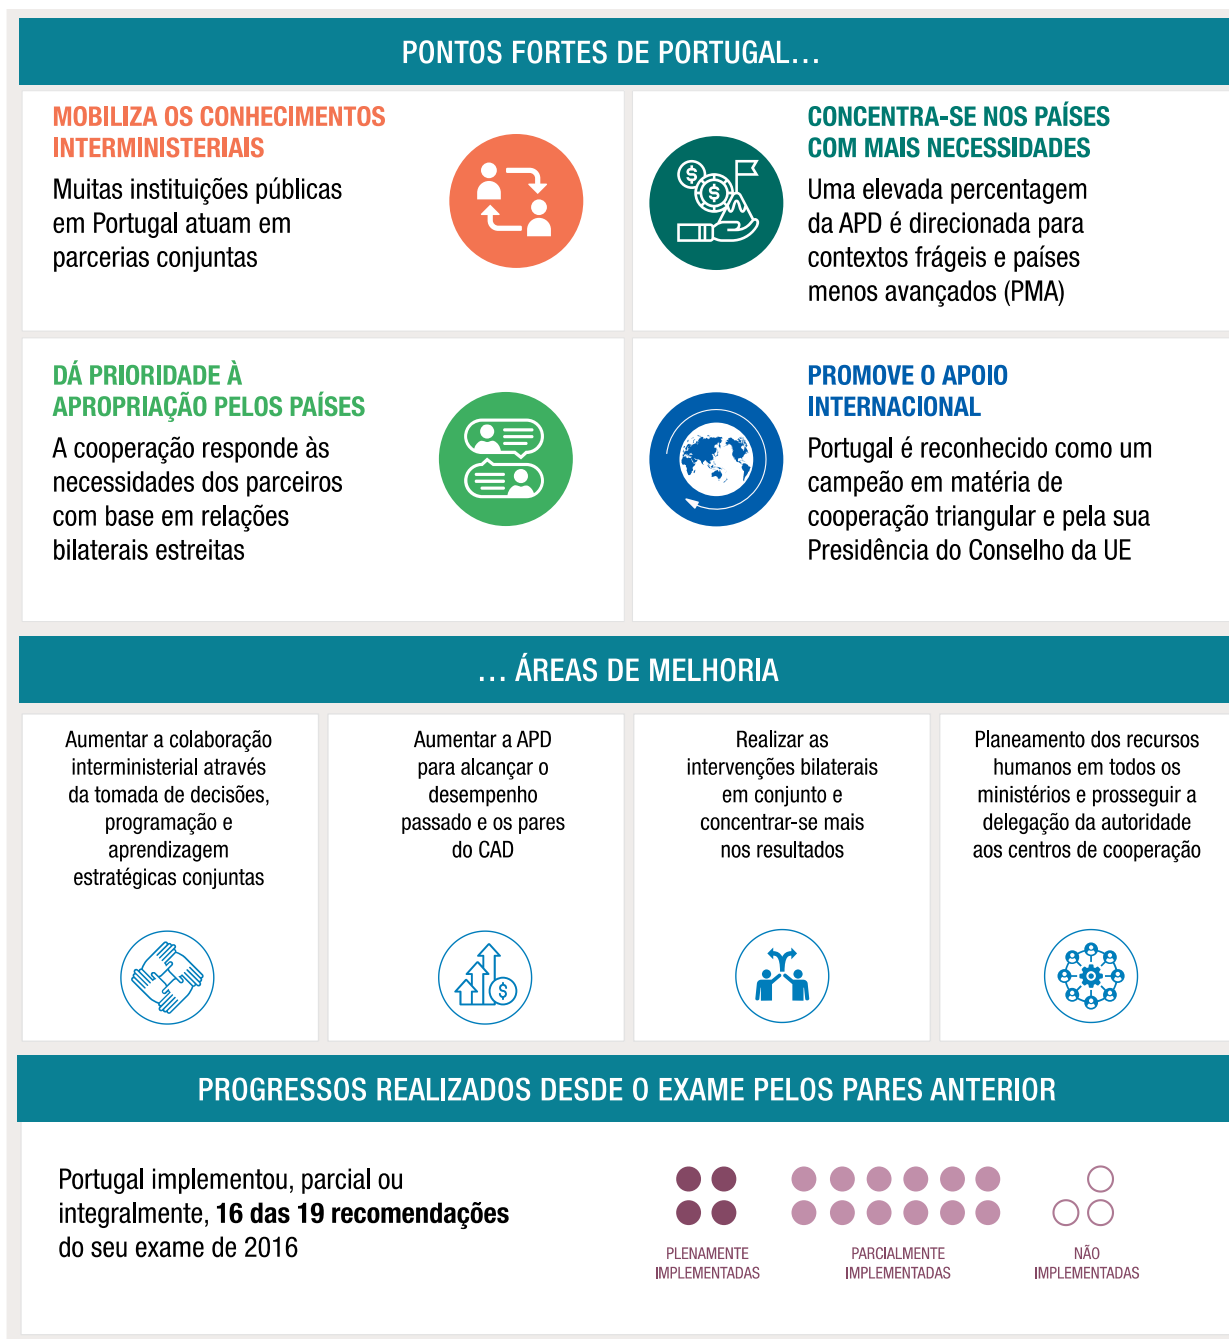 PONTOS FORTES DE PORTUGAL...
MOBILIZA OS CONHECIMENTOS
INTERMINISTERIAIS
Muitas instituições públicas
em Portugal atuam em
parcerias conjuntas
CONCENTRA-SE NOS PAÍSES
COM MAIS NECESSIDADES
Uma elevada percentagem
da APD é direcionada para
contextos frágeis e países
menos avançados (PMA)
DÁ PRIORIDADE À
APROPRIAÇÃO PELOS PAÍSES
A cooperação responde às
necessidades dos parceiros
com base em relações
bilaterais estreitas
PROMOVE O APOIO
INTERNACIONAL
Portugal é reconhecido como um
campeão em matéria de
cooperação triangular e pela sua
Presidência do Conselho da UE
... ÁREAS DE MELHORIA
Aumentar a colaboração
interministerial através
da tomada de decisões,
programação e
aprendizagem
estratégicas conjuntas
Aumentar a APD
para alcançar o
desempenho
passado e os pares
do CAD
Realizar as
intervenções bilaterais
em conjunto e
concentrar-se mais
nos resultados
Planeamento dos recursos
humanos em todos os
ministérios e prosseguir a
delegação da autoridade
aos centros de cooperação
PROGRESSOS REALIZADOS DESDE O EXAME PELOS PARES ANTERIOR
Portugal implementou, parcial ou
integralmente, 16 das 19 recomendações
do seu exame de 2016
PLENAMENTE
IMPLEMENTADAS
PARCIALMENTE
IMPLEMENTADAS
NÃO
IMPLEMENTADAS